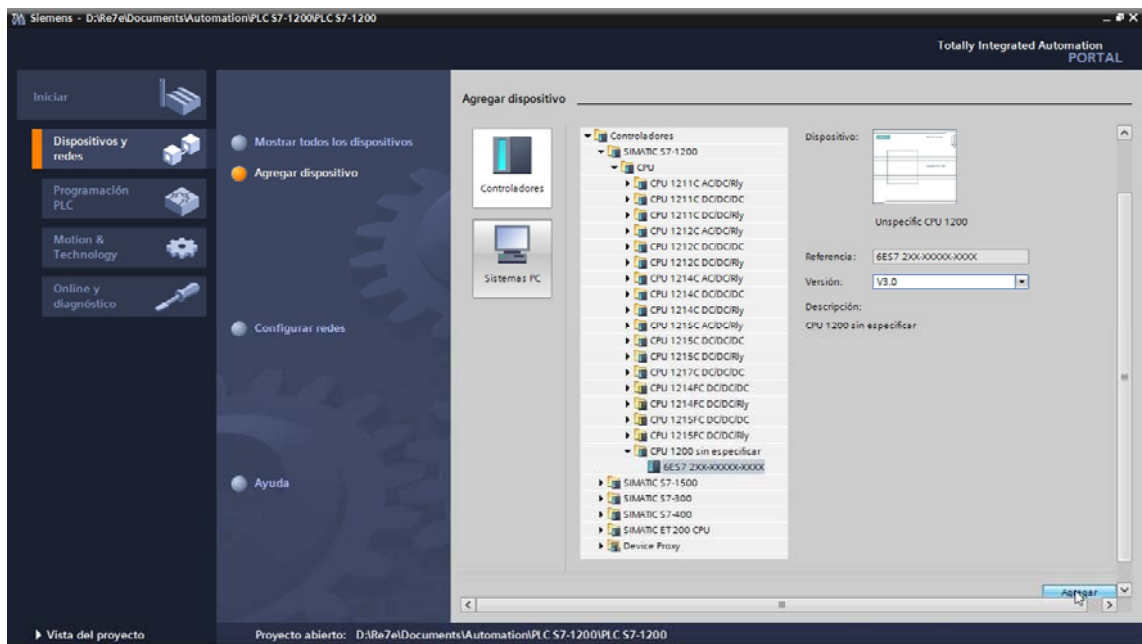 Siemens - D:\Re7e\Documents\Automation\PLC S7-1200\PLC S7-1200
Totally Integrated Automation
PORTAL
Iniciar
Dispositivos y
redes
Programación
PLC
Motion &
Technology
Online y
diagnóstico
Mostrar todos los dispositivos
Agregar dispositivo
Configurar redes
Ayuda
Agregar dispositivo
Controladores
Sistemas PC
Controladores
SIMATIC S7-1200
CPU
CPU 1211C AC/DC/Rly
CPU 1211C DC/DC/DC
CPU 1211C DC/DC/Rly
CPU 1212C AC/DC/Rly
CPU 1212C DC/DC/DC
CPU 1212C DC/DC/Rly
CPU 1214C AC/DC/Rly
CPU 1214C DC/DC/DC
CPU 1214C DC/DC/Rly
CPU 1215C AC/DC/Rly
CPU 1215C DC/DC/DC
CPU 1215C DC/DC/Rly
CPU 1217C DC/DC/DC
CPU 1214FC DC/DC/DC
CPU 1214FC DC/DC/Rly
CPU 1215FC DC/DC/DC
CPU 1215FC DC/DC/Rly
CPU 1200 sin especificar
6ES7 2XX-XXXXX-XXXX
SIMATIC S7-1500
SIMATIC S7-300
SIMATIC S7-400
SIMATIC ET 200 CPU
Device Proxy
Dispositivo:
Unspecific CPU 1200
Referencia: 6ES7 2XX-XXXXX-XXXX
Versión: V3.0
Descripción:
CPU 1200 sin especificar
Agregar
Vista del proyecto
Proyecto abierto: D:\Re7e\Documents\Automation\PLC S7-1200\PLC S7-1200